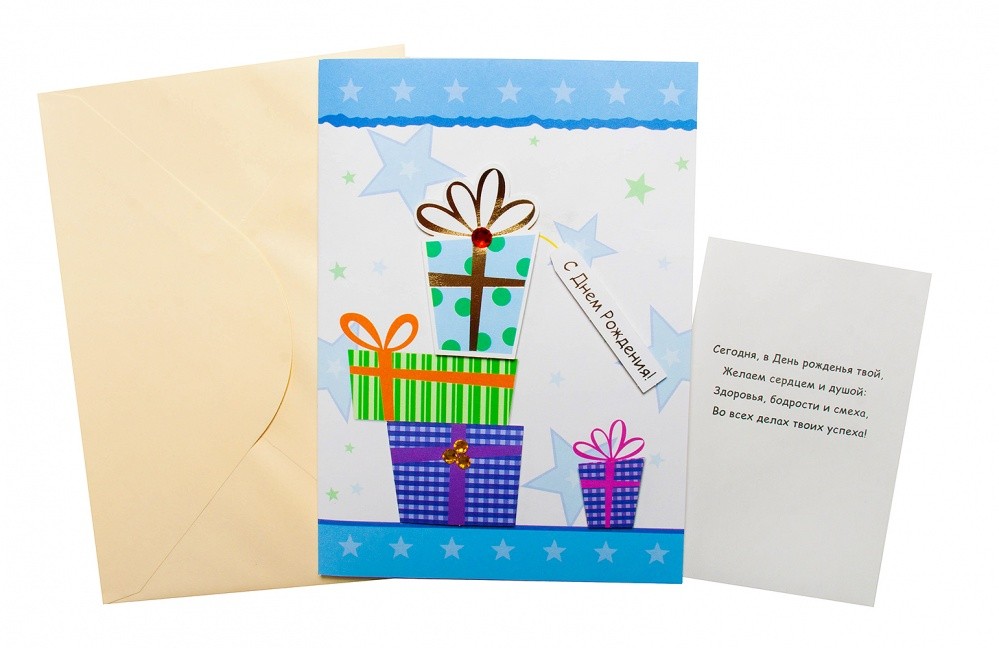 С Днем Рождения!
Сегодня, в День рожденья твой,
Желаем сердцем и душой:
Здоровья, бодрости и смеха,
Во всех делах твоих успеха!